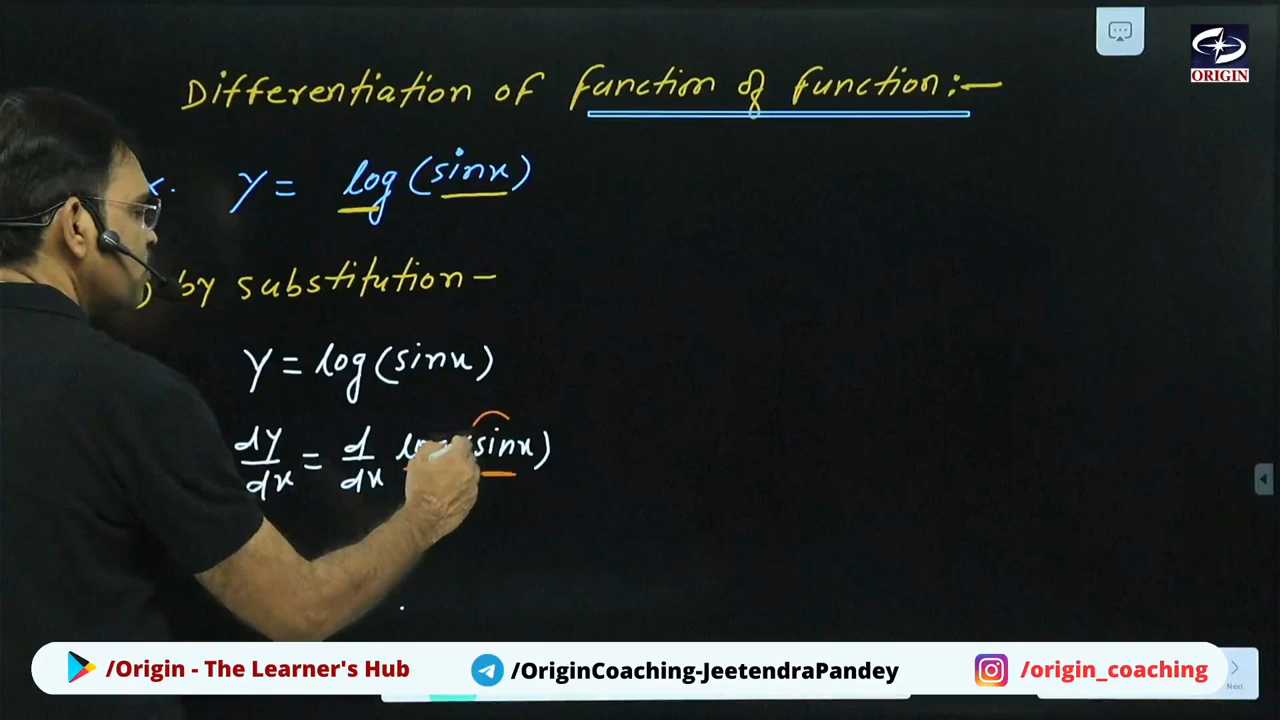 ORIGIN
Differentiation of function of function :-
y = log (sinx)
by substitution -
y = log (sinx)
dy/dx = d/dx sinx)
/Origin - The Learner's Hub
/OriginCoaching-JeetendraPandey
/origin_coaching
Next